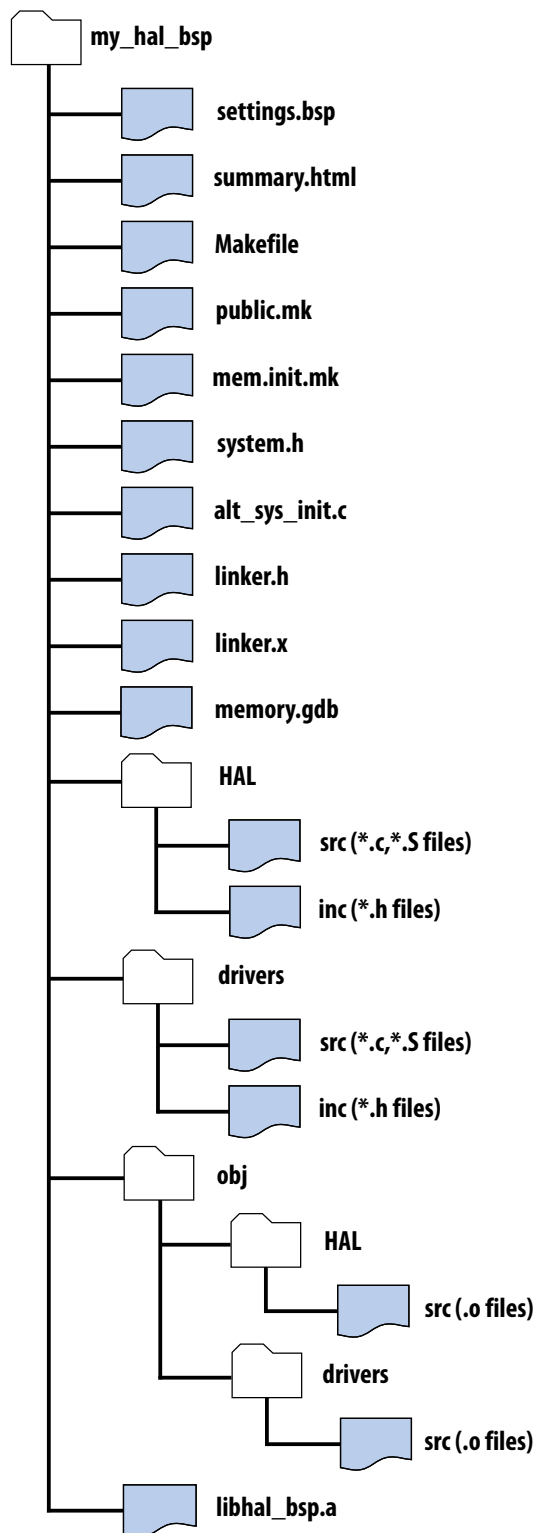 my_hal_bsp
settings.bsp
summary.html
Makefile
public.mk
mem.init.mk
system.h
alt_sys_init.c
linker.h
linker.x
memory.gdb
HAL
src (*.c,*.S files)
inc (*.h files)
drivers
src (*.c,*.S files)
inc (*.h files)
obj
HAL
src (.o files)
drivers
src (.o files)
libhal_bsp.a